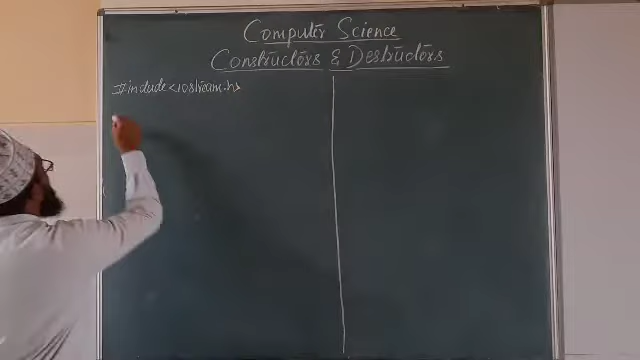 Computer Science
Constructors & Destructors
#include<iostream.h>